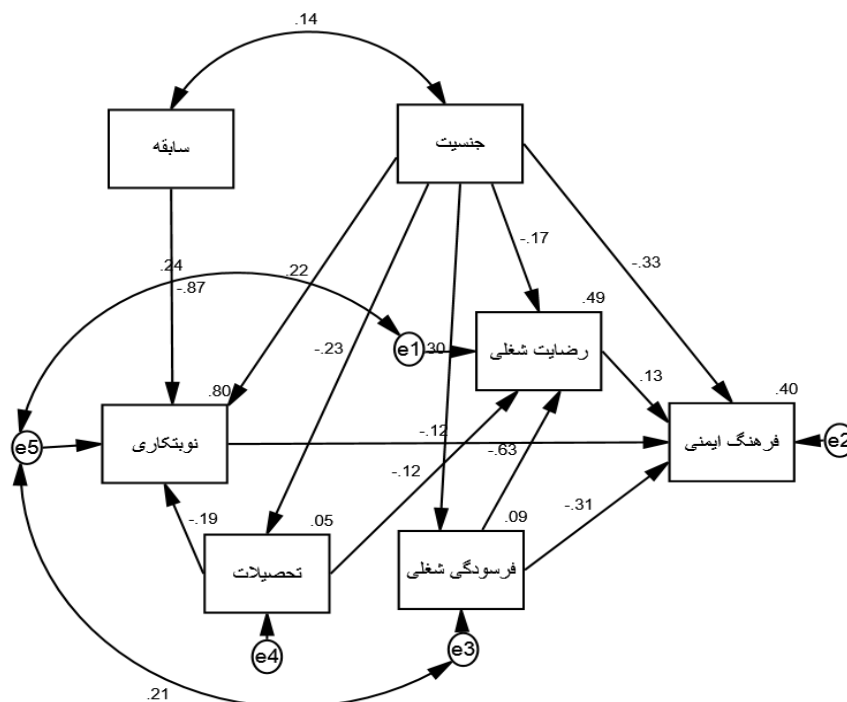 .14
سابقه
جنسیت
-.17
-.33
.24
.22
-.87
.49
-.23
e1
.30
رضایت شغلی
.13
.80
.40
e5
نوبتکاری
-.12
فرهنگ ایمنی
e2
-.12
-.63
-.19
.05
.09
-.31
تحصیلات
فرسودگی شغلی
e4
e3
.21